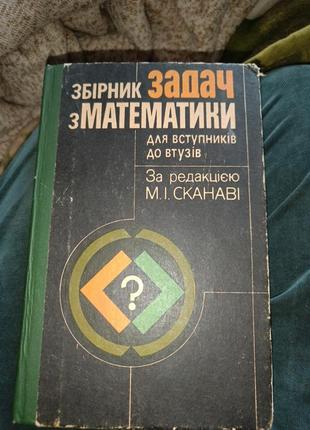 ЗБІРНИК ЗАДАЧ
З МАТЕМАТИКИ
ДЛЯ ВСТУПНИКІВ
ДО ВТУЗІВ
За редакцією
М.І. СКАНАВІ
?